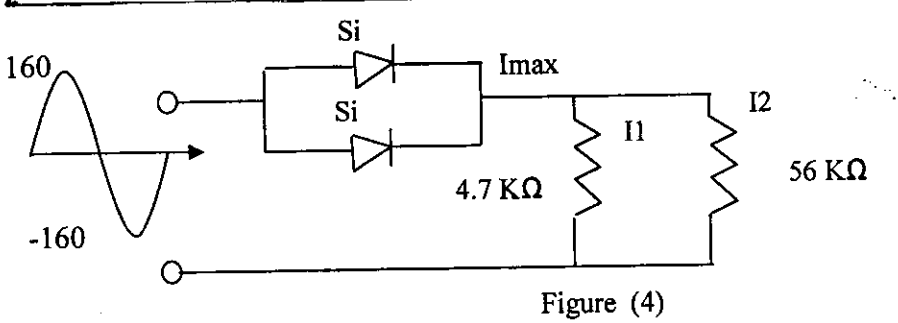 Si
160
Imax
Si
I1
I2
4.7 KΩ
56 KΩ
-160
Figure (4)